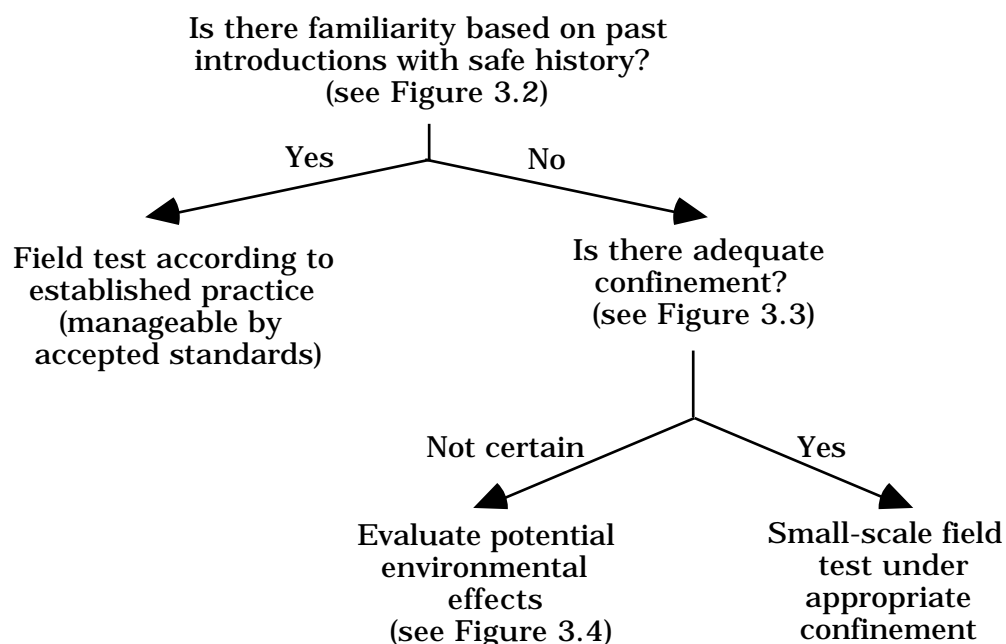 Is there familiarity based on past
introductions with safe history?
(see Figure 3.2)
Yes
No
Field test according to
established practice
(manageable by
accepted standards)
Is there adequate
confinement?
(see Figure 3.3)
Not certain
Yes
Evaluate potential
environmental
effects
(see Figure 3.4)
Small-scale field
test under
appropriate
confinement